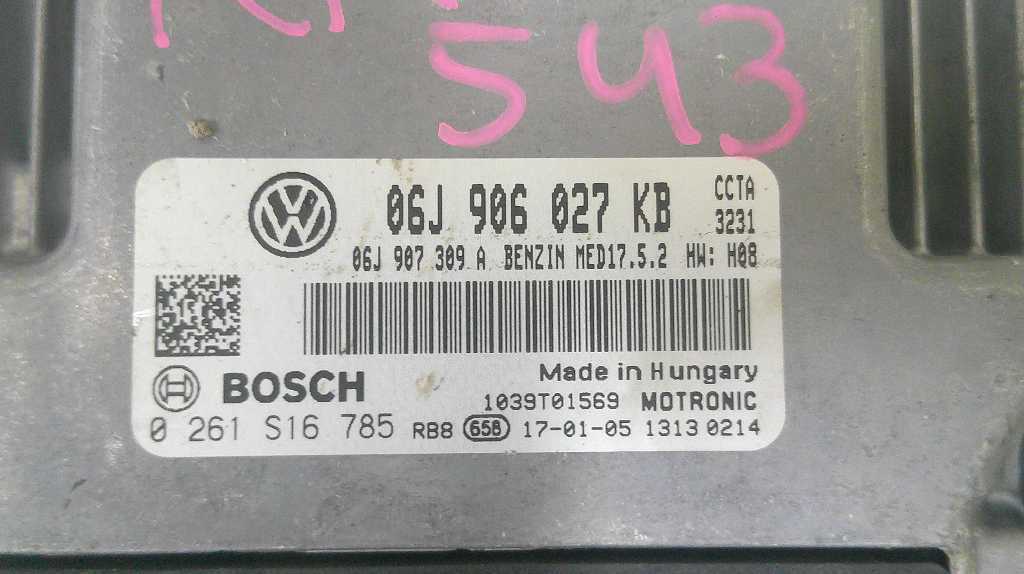 543
06J 906 027 KB CCTA
3231
06J 907 309 A BENZIN MED17.5.2 HW: H08
BOSCH
Made in Hungary
1039T01569 MOTRONIC
0 261 S16 785 RB8 658 17-01-05 1313 0214